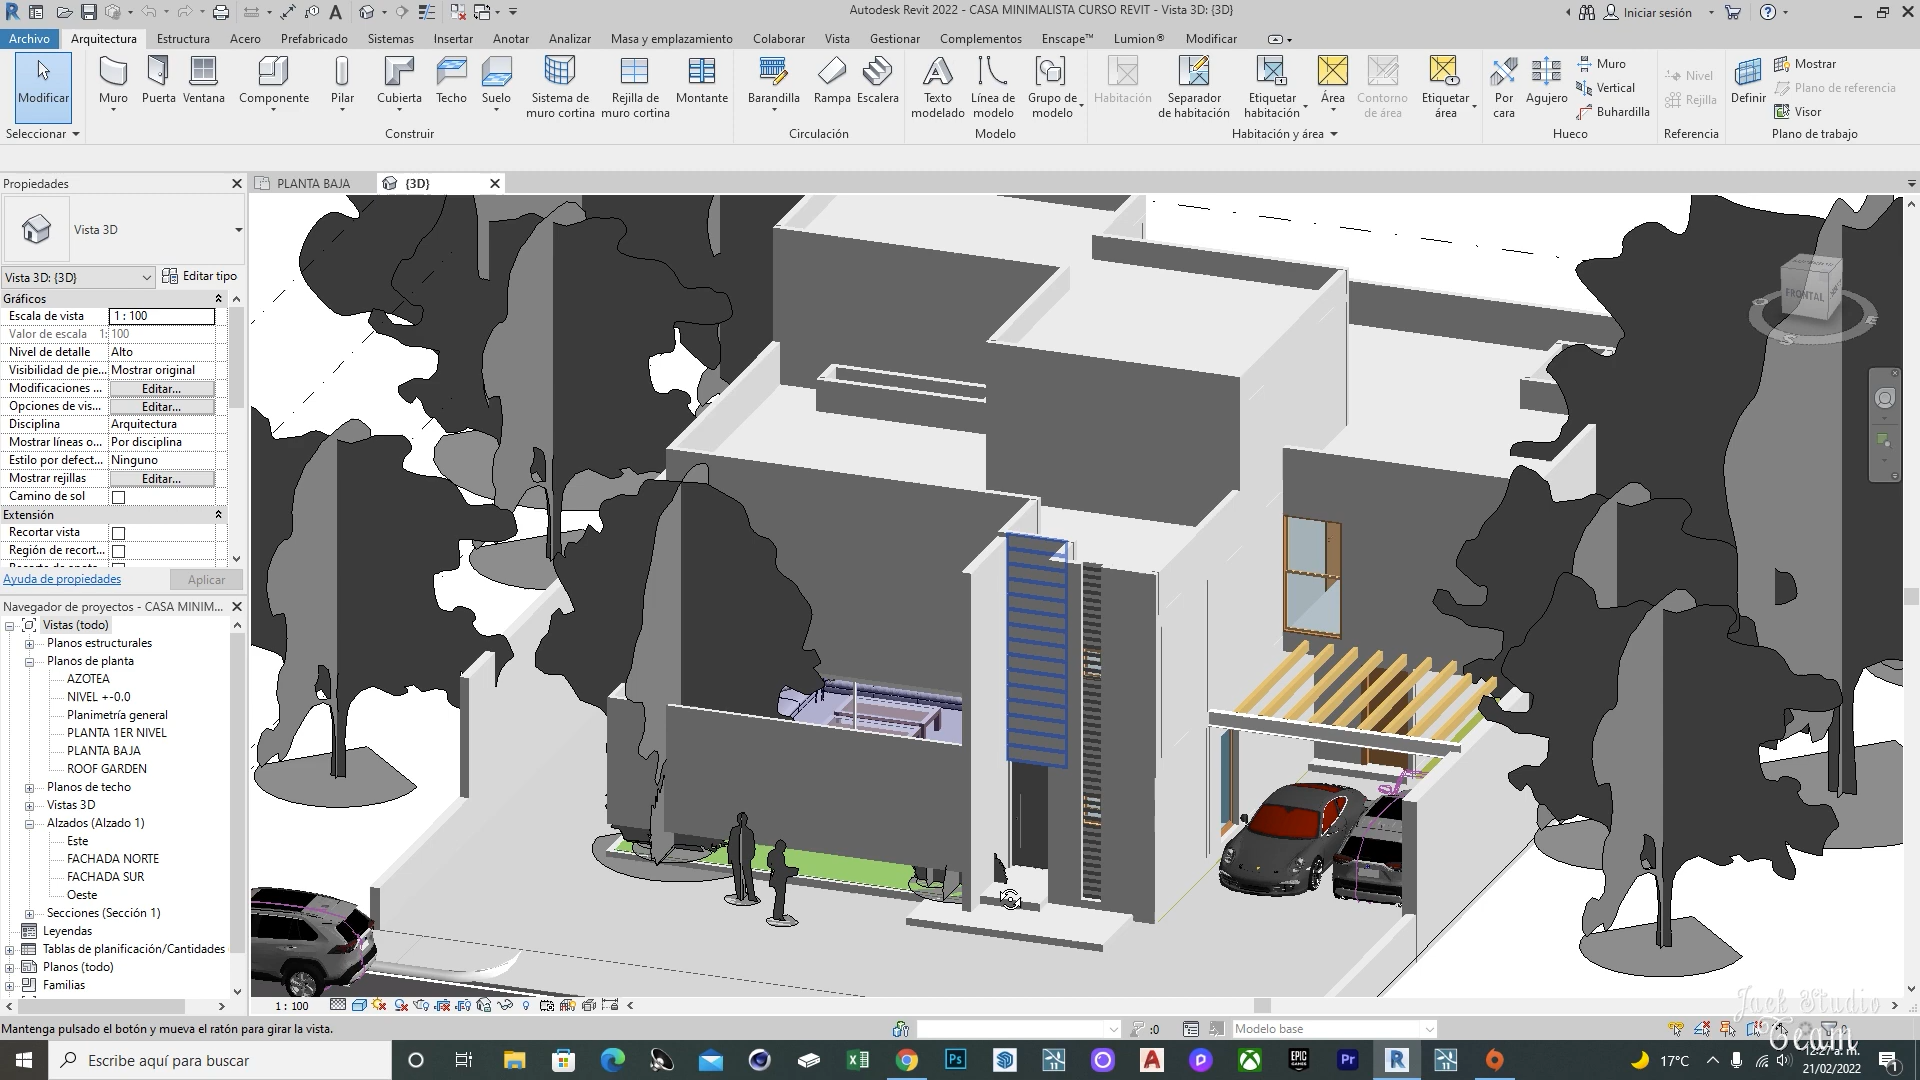 Autodesk Revit 2022 - CASA MINIMALISTA CURSO REVIT - Vista 3D: {3D}
Iniciar sesión
Archivo Arquitectura Estructura Acero Prefabricado Sistemas Insertar Anotar Analizar Masa y emplazamiento Colaborar Vista Gestionar Complementos Enscape™ Lumion® Modificar
Modificar
Muro Puerta Ventana Componente Pilar Cubierta Techo Suelo Sistema de muro cortina Rejilla de muro cortina Montante
Barandilla Rampa Escalera
Texto modelado Línea de modelo Grupo de modelo
Habitación Separador de habitación Etiquetar habitación Área Contorno de área Etiquetar área
Por cara Agujero Muro Vertical Buhardilla
Nivel Rejilla
Definir Mostrar Plano de referencia Visor
Seleccionar Construir Circulación Modelo Habitación y área Hueco Referencia Plano de trabajo
Propiedades
PLANTA BAJA
{3D}
Vista 3D
Vista 3D: {3D}
Editar tipo
Gráficos
Escala de vista 1 : 100
Valor de escala 1: 100
Nivel de detalle Alto
Visibilidad de pie... Mostrar original
Modificaciones ... Editar...
Opciones de vis... Editar...
Disciplina Arquitectura
Mostrar líneas o... Por disciplina
Estilo por defect... Ninguno
Mostrar rejillas Editar...
Camino de sol
Extensión
Recortar vista
Región de recort...
Ayuda de propiedades
Aplicar
Navegador de proyectos - CASA MINIM...
Vistas (todo)
Planos estructurales
Planos de planta
AZOTEA
NIVEL +-0.0
Planimetría general
PLANTA 1ER NIVEL
PLANTA BAJA
ROOF GARDEN
Planos de techo
Vistas 3D
Alzados (Alzado 1)
Este
FACHADA NORTE
FACHADA SUR
Oeste
Secciones (Sección 1)
Leyendas
Tablas de planificación/Cantidades
Planos (todo)
Familias
FRONTAL
S
E
1 : 100
Mantenga pulsado el botón y mueva el ratón para girar la vista.
:0
Modelo base
Jack Studio
Team
Escribe aquí para buscar
17°C
12:27 a. m.
21/02/2022